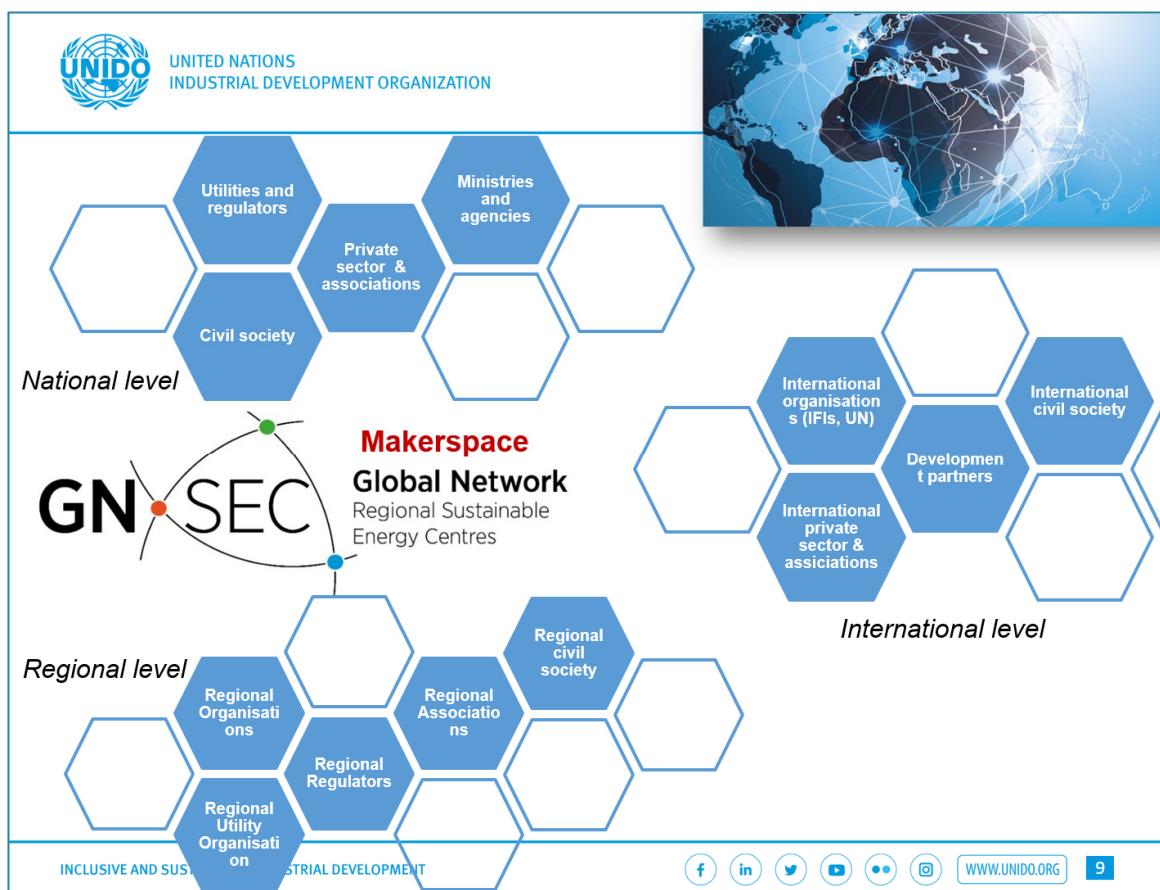 UNIDO
UNITED NATIONS
INDUSTRIAL DEVELOPMENT ORGANIZATION
Utilities and
regulators
Ministries
and
agencies
Private
sector &
associations
Civil society
National level
GN SEC
Makerspace
Global Network
Regional Sustainable
Energy Centres
International
organisation
s (IFIs, UN)
International
civil society
Developmen
t partners
International
private
sector &
assiciations
International level
Regional level
Regional
civil
society
Regional
Organisati
ons
Regional
Associatio
ns
Regional
Regulators
Regional
Utility
Organisati
on
INCLUSIVE AND SUS STRIAL DEVELOPMENT
f
in
WWW.UNIDO.ORG
9